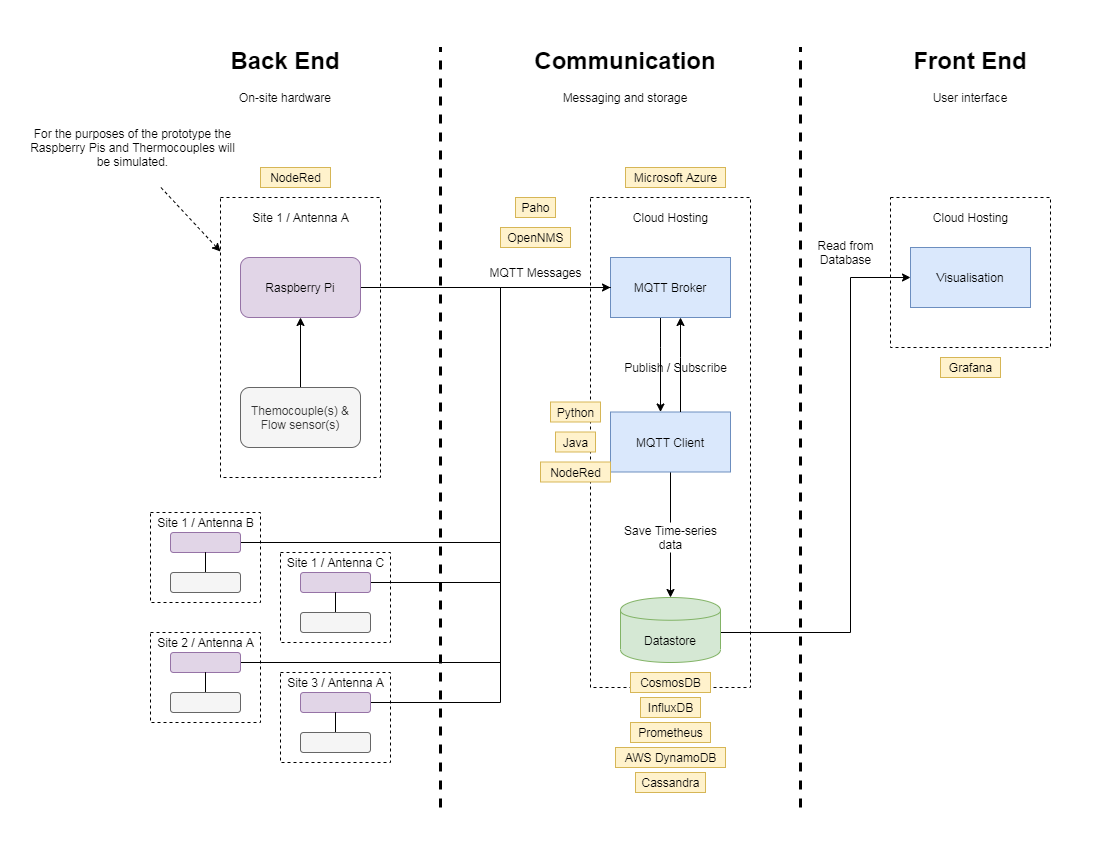 Back End
On-site hardware
For the purposes of the prototype the
Raspberry Pis and Thermocouples will
be simulated.
NodeRed
Site 1 / Antenna A
Raspberry Pi
Themocouple(s) &
Flow sensor(s)
Site 1 / Antenna B
Site 1 / Antenna C
Site 2 / Antenna A
Site 3 / Antenna A
Communication
Messaging and storage
Microsoft Azure
Paho
OpenNMS
MQTT Messages
Cloud Hosting
MQTT Broker
Publish / Subscribe
Python
Java
NodeRed
MQTT Client
Save Time-series
data
Datastore
CosmosDB
InfluxDB
Prometheus
AWS DynamoDB
Cassandra
Front End
User interface
Read from
Database
Cloud Hosting
Visualisation
Grafana